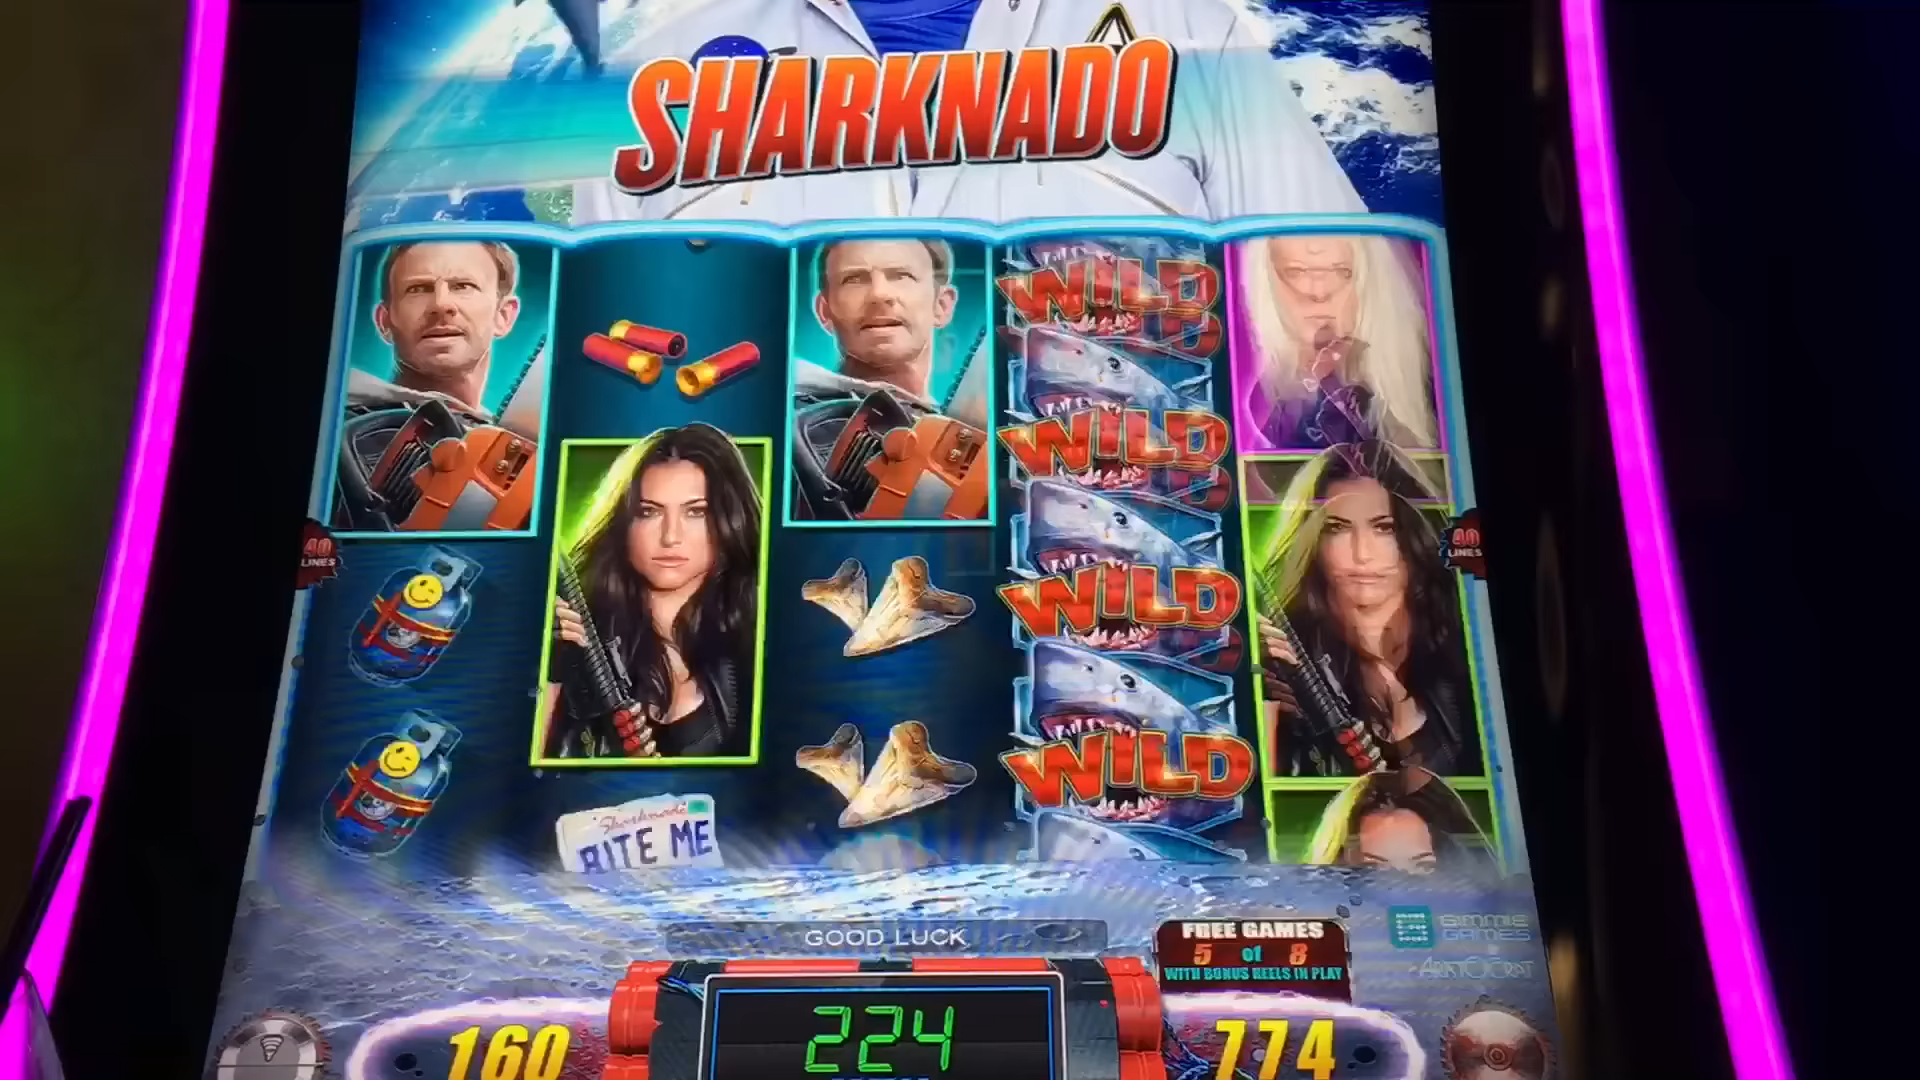 SHARKNADO
WILD
WILD
WILD
WILD
40
LINES
40
LINES
Sharknado
BITE ME
GOOD LUCK
FREE GAMES
5 of 8
WITH BONUS REELS IN PLAY
GIMMIE
GAMES
ARISTOCRAT
160
224
774